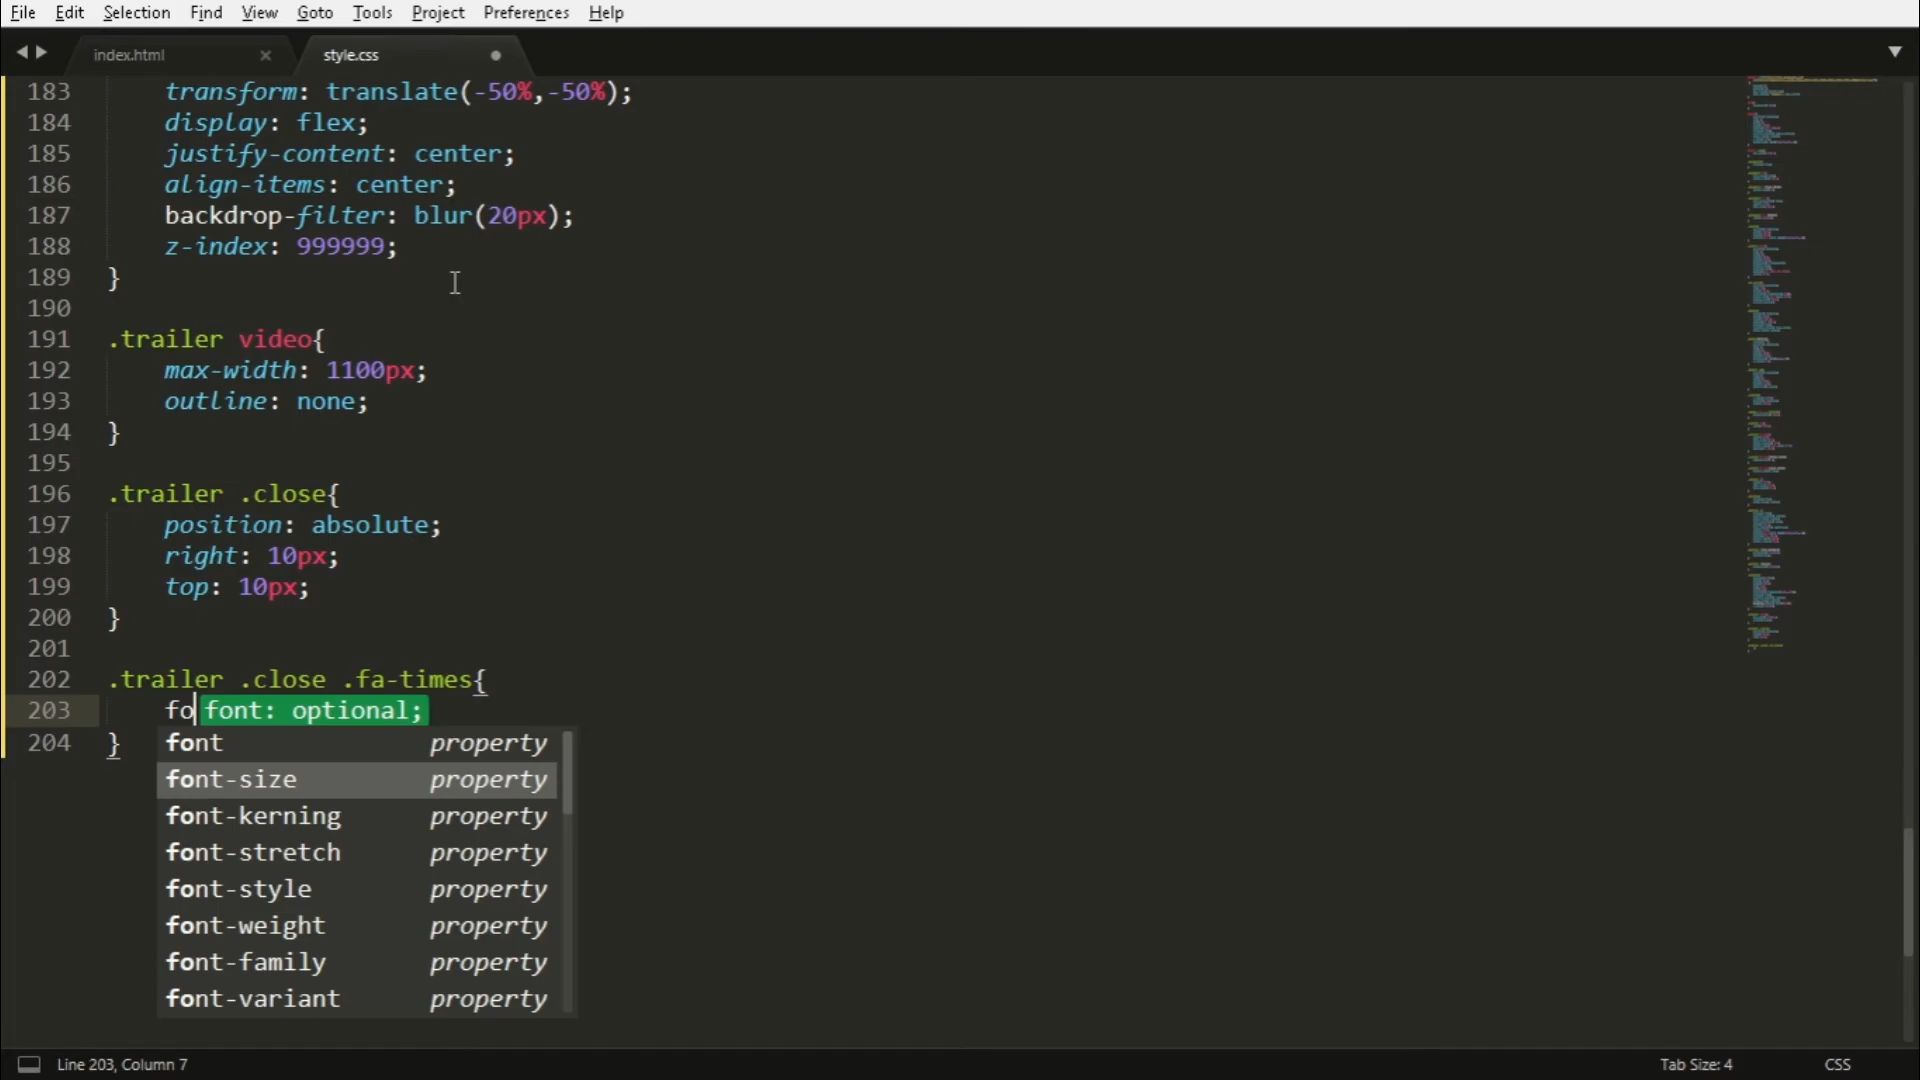 File Edit Selection Find View Goto Tools Project Preferences Help
index.html × style.css
183 transform: translate(-50%,-50%);
184 display: flex;
185 justify-content: center;
186 align-items: center;
187 backdrop-filter: blur(20px);
188 z-index: 999999;
189 }
190
191 .trailer video{
192 max-width: 1100px;
193 outline: none;
194 }
195
196 .trailer .close{
197 position: absolute;
198 right: 10px;
199 top: 10px;
200 }
201
202 .trailer .close .fa-times{
203 fo font: optional;
204 } font property
font-size property
font-kerning property
font-stretch property
font-style property
font-weight property
font-family property
font-variant property
Line 203, Column 7 Tab Size: 4 CSS